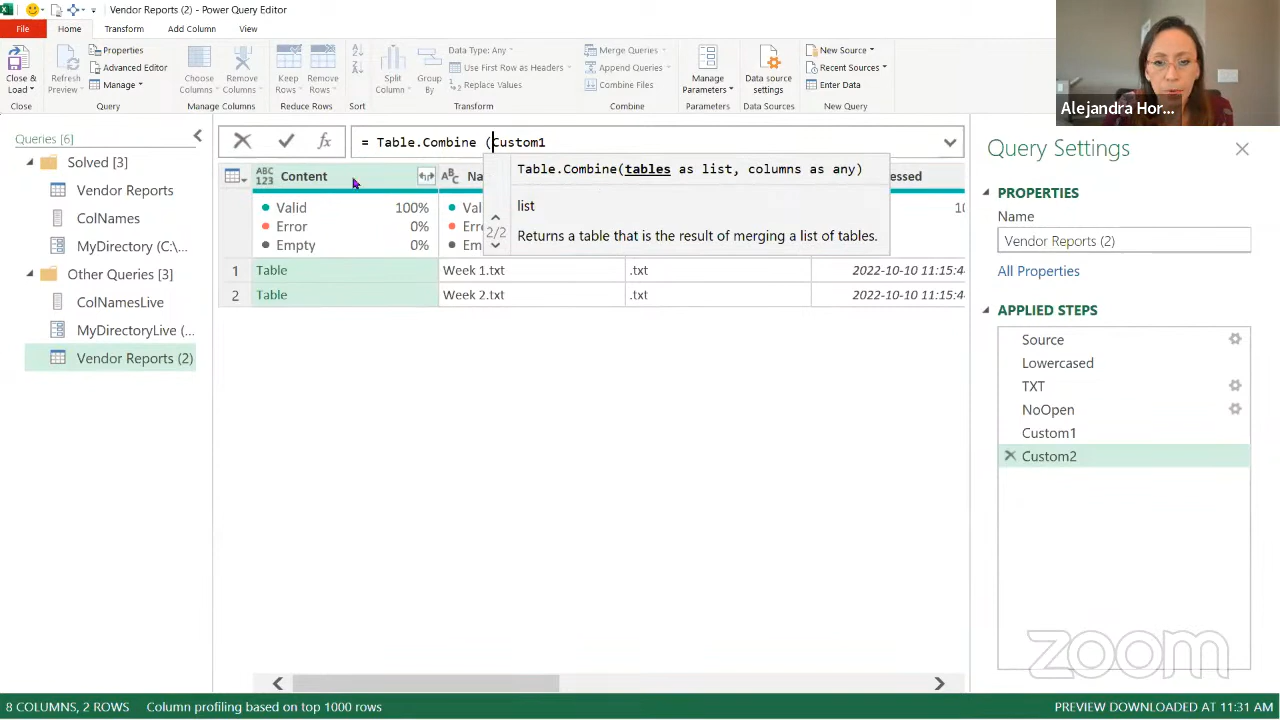 Vendor Reports (2) - Power Query Editor
File
Home
Transform
Add Column
View
Close &
Load
Close
Refresh
Preview
Properties
Advanced Editor
Manage
Query
Choose
Columns
Remove
Columns
Manage Columns
Keep
Rows
Remove
Rows
Reduce Rows
Sort
Split
Column
Group
By
Data Type: Any
Use First Row as Headers
Replace Values
Transform
Merge Queries
Append Queries
Combine Files
Combine
Manage
Parameters
Parameters
Data source
settings
Data Sources
New Source
Recent Sources
Enter Data
New Query
Alejandra Hor...
Queries [6]
Solved [3]
Vendor Reports
ColNames
MyDirectory (C:\...
Other Queries [3]
ColNamesLive
MyDirectoryLive (...
Vendor Reports (2)
fx
= Table.Combine (Custom1
Table.Combine(tables as list, columns as any)
list
2/2
Returns a table that is the result of merging a list of tables.
ABC
123
Content
Valid 100%
Error 0%
Empty 0%
1 Table Week 1.txt .txt 2022-10-10 11:15:4
2 Table Week 2.txt .txt 2022-10-10 11:15:4
Query Settings
PROPERTIES
Name
Vendor Reports (2)
All Properties
APPLIED STEPS
Source
Lowercased
TXT
NoOpen
Custom1
Custom2
zoom
8 COLUMNS, 2 ROWS
Column profiling based on top 1000 rows
PREVIEW DOWNLOADED AT 11:31 AM